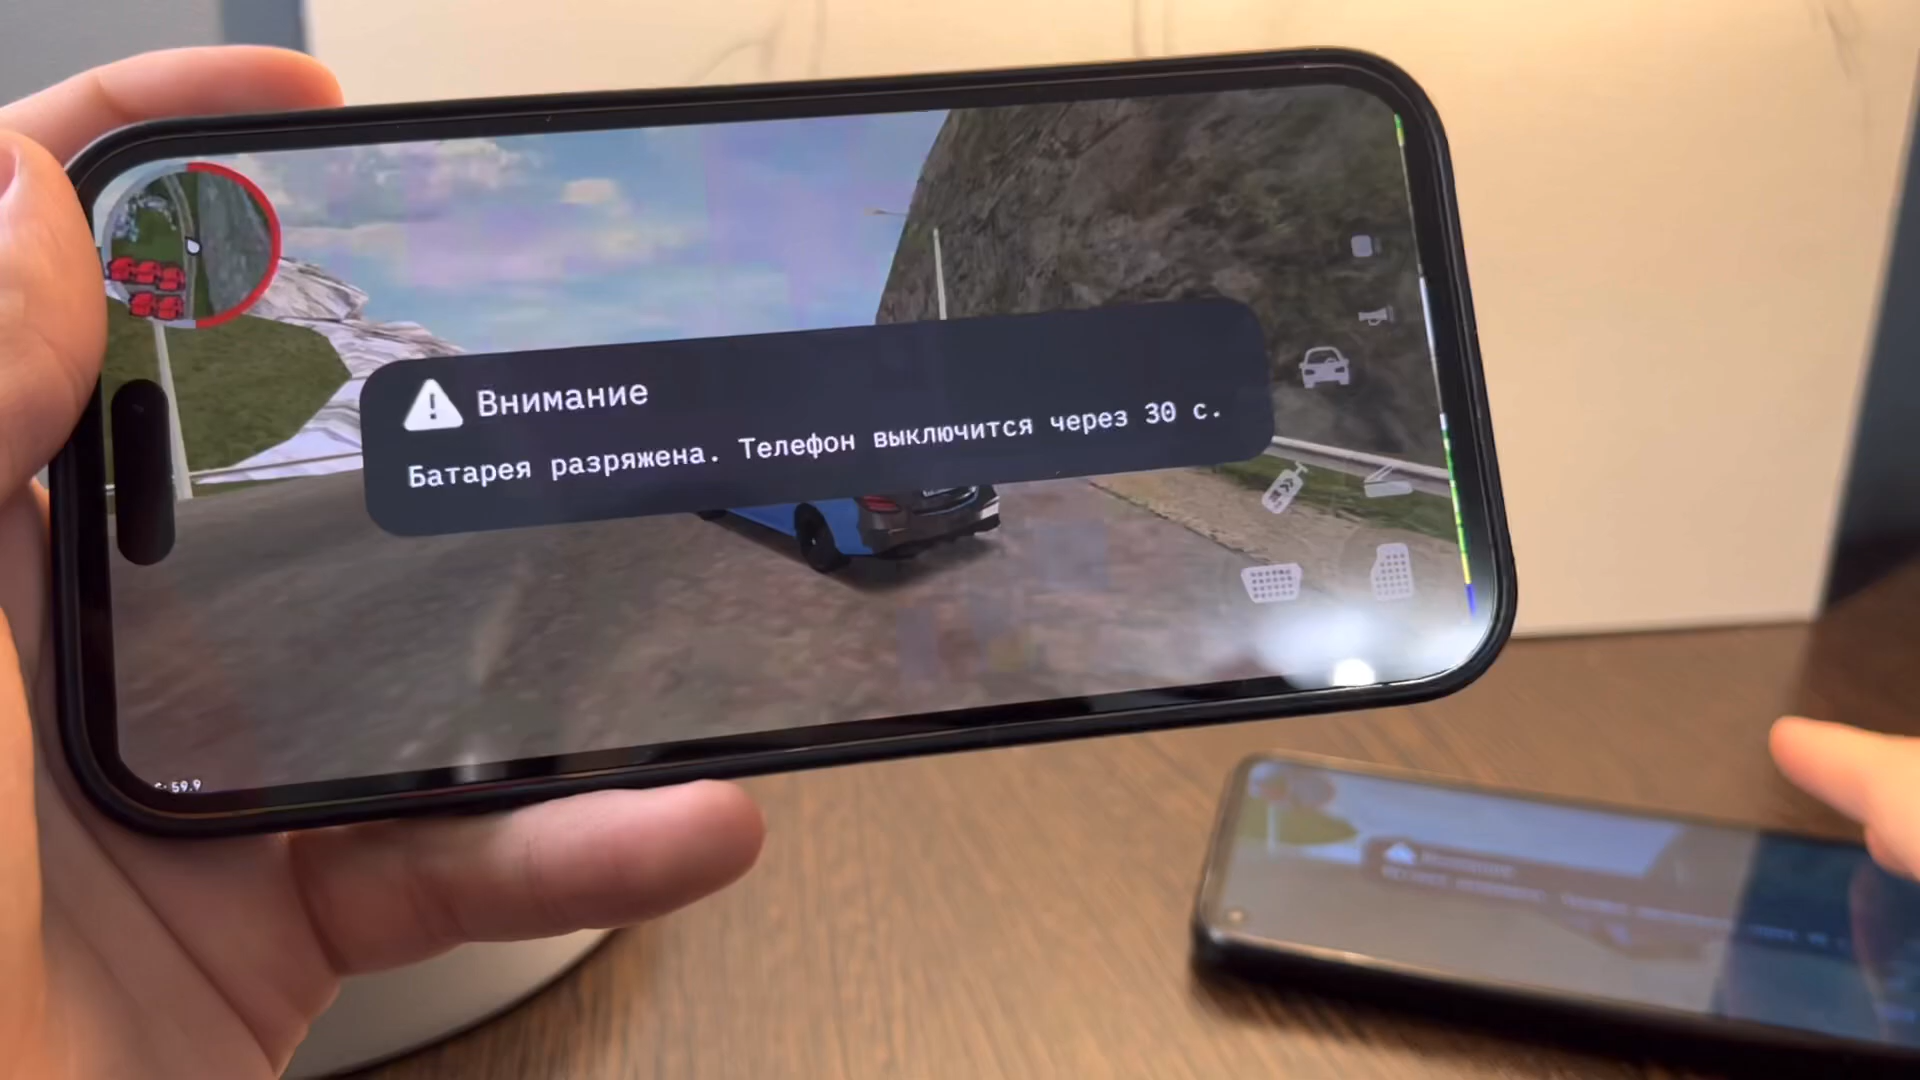 Внимание
Батарея разряжена. Телефон выключится через 30 с.
: 59.9